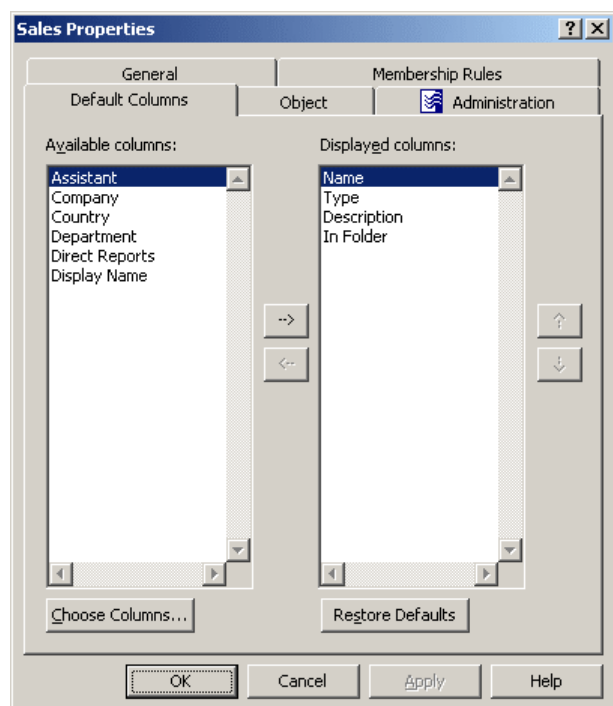 Sales Properties
General Membership Rules
Default Columns Object Administration
Available columns: Displayed columns:
Assistant Name
Company Type
Country Description
Department In Folder
Direct Reports
Display Name
-->
<--
Choose Columns... Restore Defaults
OK Cancel Apply Help